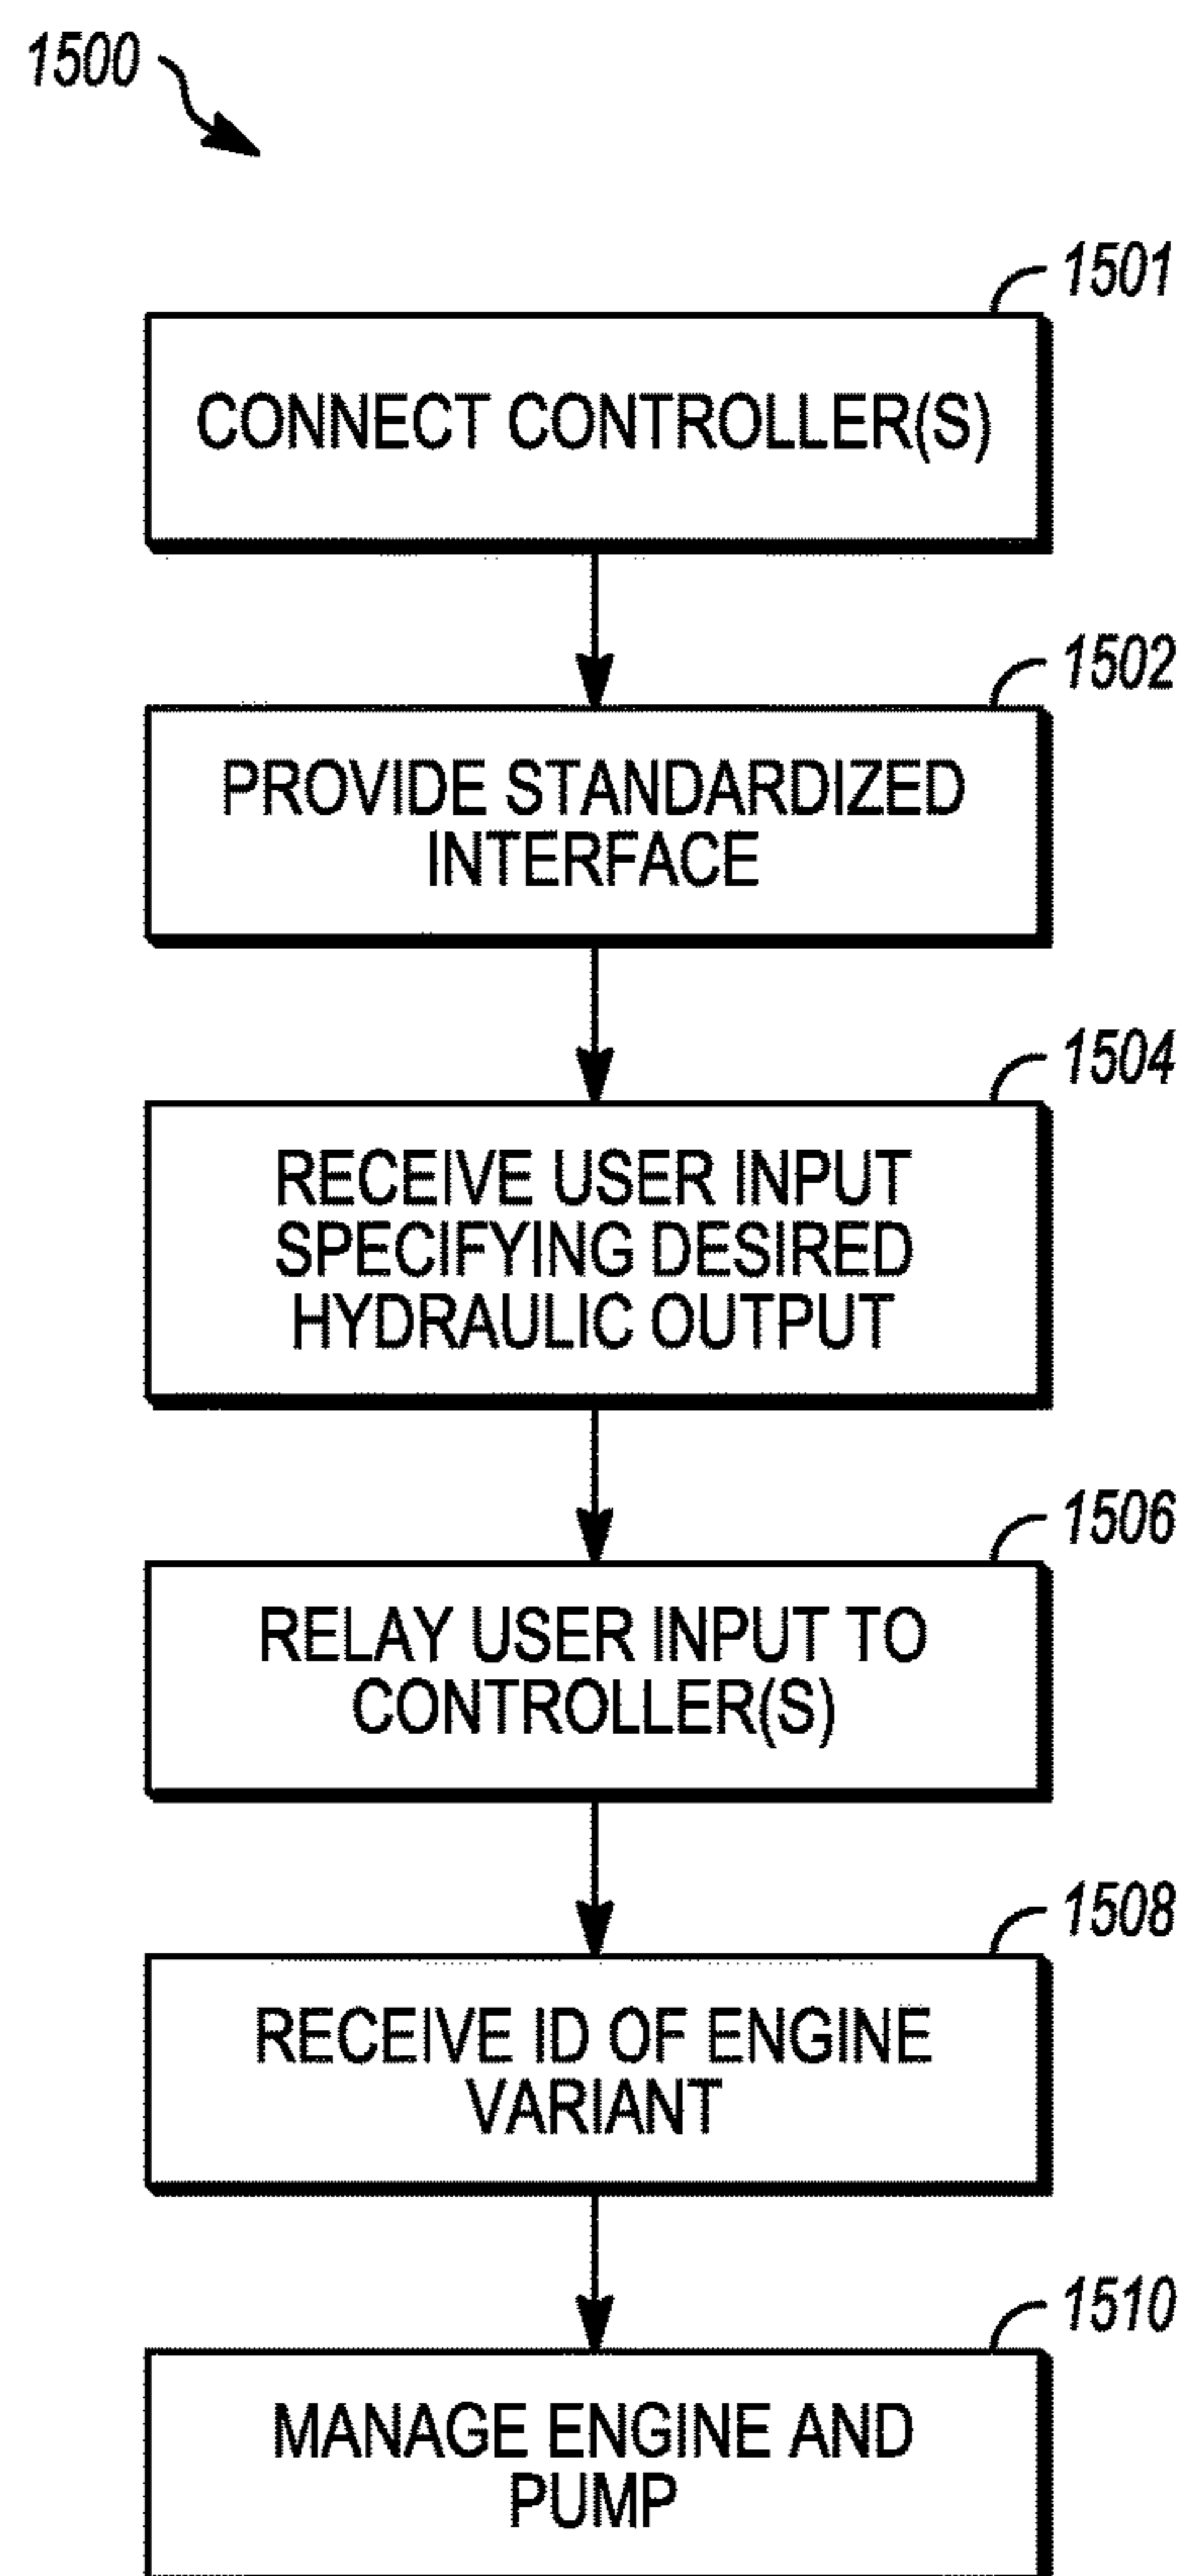 1500
1501
CONNECT CONTROLLER(S)
1502
PROVIDE STANDARDIZED
INTERFACE
1504
RECEIVE USER INPUT
SPECIFYING DESIRED
HYDRAULIC OUTPUT
1506
RELAY USER INPUT TO
CONTROLLER(S)
1508
RECEIVE ID OF ENGINE
VARIANT
1510
MANAGE ENGINE AND
PUMP